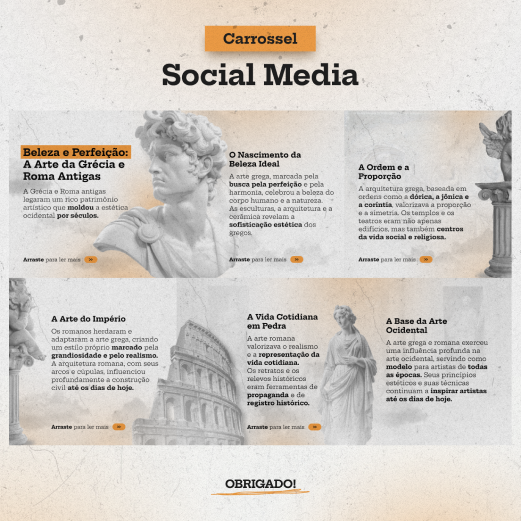 Carrossel
Social Media
Beleza e Perfeição:
A Arte da Grécia e
Roma Antigas
A Grécia e Roma antigas
legaram um rico patrimônio
artístico que moldou a estética
ocidental por séculos.
Arraste para ler mais
O Nascimento da
Beleza Ideal
A arte grega, marcada pela
busca pela perfeição e pela
harmonia, celebrou a beleza do
corpo humano e a natureza.
As esculturas, a arquitetura e a
cerâmica revelam a
sofisticação estética dos
gregos.
Arraste para ler mais
A Ordem e a
Proporção
A arquitetura grega, baseada em
ordens como a dórica, a jônica e
a coríntia, valorizava a proporção
e a simetria. Os templos e os
teatros eram não apenas
edifícios, mas também centros
da vida social e religiosa.
Arraste para ler mais
A Arte do Império
Os romanos herdaram e
adaptaram a arte grega, criando
um estilo próprio marcado pela
grandiosidade e pelo realismo.
A arquitetura romana, com seus
arcos e cúpulas, influenciou
profundamente a construção
civil até os dias de hoje.
Arraste para ler mais
A Vida Cotidiana
em Pedra
A arte romana
valorizava o realismo
e a representação da
vida cotidiana.
Os retratos e os
relevos históricos
eram ferramentas de
propaganda e de
registro histórico.
Arraste para ler mais
A Base da Arte
Ocidental
A arte grega e romana exerceu
uma influência profunda na
arte ocidental, servindo como
modelo para artistas de todas
as épocas. Seus princípios
estéticos e suas técnicas
continuam a inspirar artistas
até os dias de hoje.
OBRIGADO!